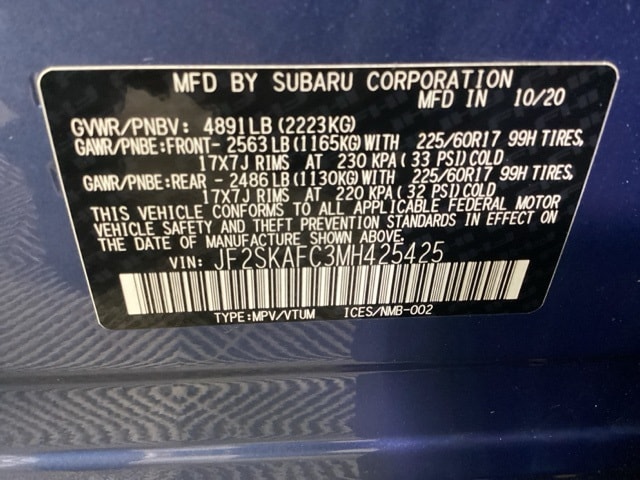 MFD BY SUBARU CORPORATION
MFD IN 10/20
GVWR/PNBV: 4891LB(2223KG)
GAWR/PNBE:FRONT- 2563LB(1165KG)WITH 225/60R17 99H TIRES,
17X7J RIMS AT 230 KPA( 33 PSI)COLD
GAWR/PNBE:REAR - 2486LB(1130KG)WITH 225/60R17 99H TIRES,
17X7J RIMS AT 220 KPA( 32 PSI)COLD
THIS VEHICLE CONFORMS TO ALL APPLICABLE FEDERAL MOTOR
VEHICLE SAFETY AND THEFT PREVENTION STANDARDS IN EFFECT ON
THE DATE OF MANUFACTURE SHOWN ABOVE.
VIN: JF2SKAFC3MH425425
TYPE:MPV/VTUM ICES/NMB-002